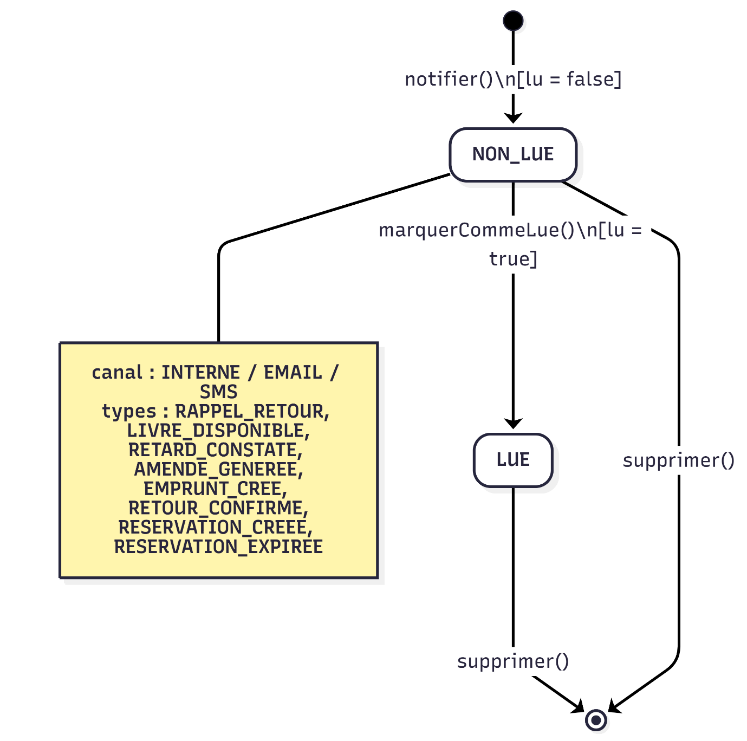 notifier()\n[lu = false]
NON_LUE
marquerCommeLue()\n[lu =
true]
canal : INTERNE / EMAIL /
SMS
types : RAPPEL_RETOUR,
LIVRE_DISPONIBLE,
RETARD_CONSTATE,
AMENDE_GENEREE,
EMPRUNT_CREE,
RETOUR_CONFIRME,
RESERVATION_CREEE,
RESERVATION_EXPIREE
LUE
supprimer()
supprimer()